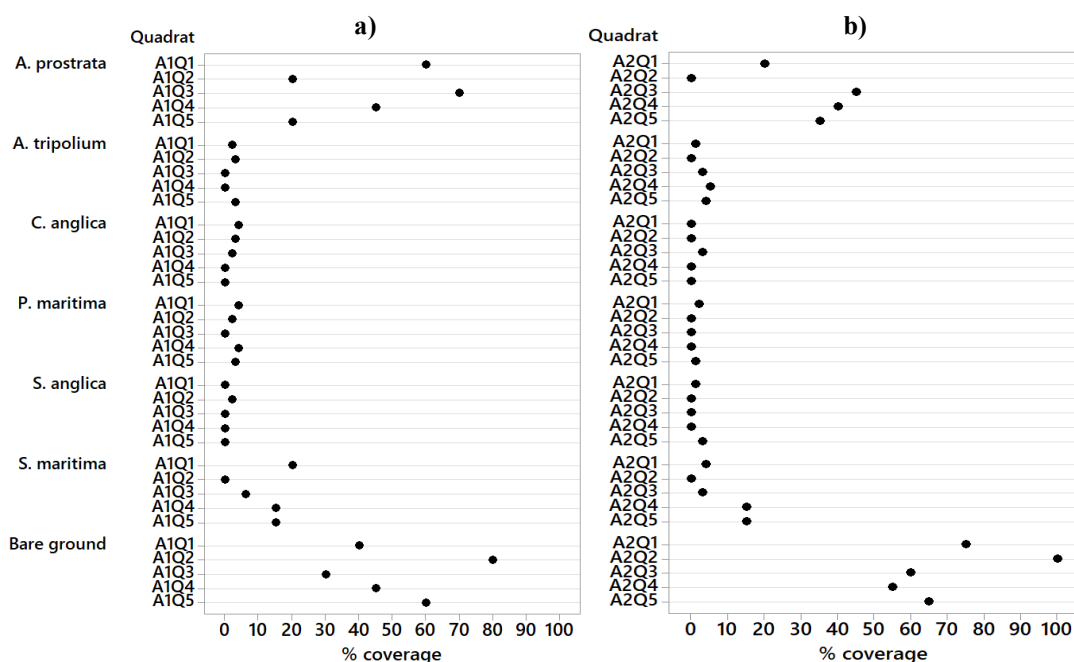 a)
Quadrat
A. prostrata
A1Q1
A1Q2
A1Q3
A1Q4
A1Q5
A. tripolium
A1Q1
A1Q2
A1Q3
A1Q4
A1Q5
C. anglica
A1Q1
A1Q2
A1Q3
A1Q4
A1Q5
P. maritima
A1Q1
A1Q2
A1Q3
A1Q4
A1Q5
S. anglica
A1Q1
A1Q2
A1Q3
A1Q4
A1Q5
S. maritima
A1Q1
A1Q2
A1Q3
A1Q4
A1Q5
Bare ground
A1Q1
A1Q2
A1Q3
A1Q4
A1Q5
0 10 20 30 40 50 60 70 80 90 100
% coverage
b)
Quadrat
A2Q1
A2Q2
A2Q3
A2Q4
A2Q5
A2Q1
A2Q2
A2Q3
A2Q4
A2Q5
A2Q1
A2Q2
A2Q3
A2Q4
A2Q5
A2Q1
A2Q2
A2Q3
A2Q4
A2Q5
A2Q1
A2Q2
A2Q3
A2Q4
A2Q5
A2Q1
A2Q2
A2Q3
A2Q4
A2Q5
A2Q1
A2Q2
A2Q3
A2Q4
A2Q5
0 10 20 30 40 50 60 70 80 90 100
% coverage